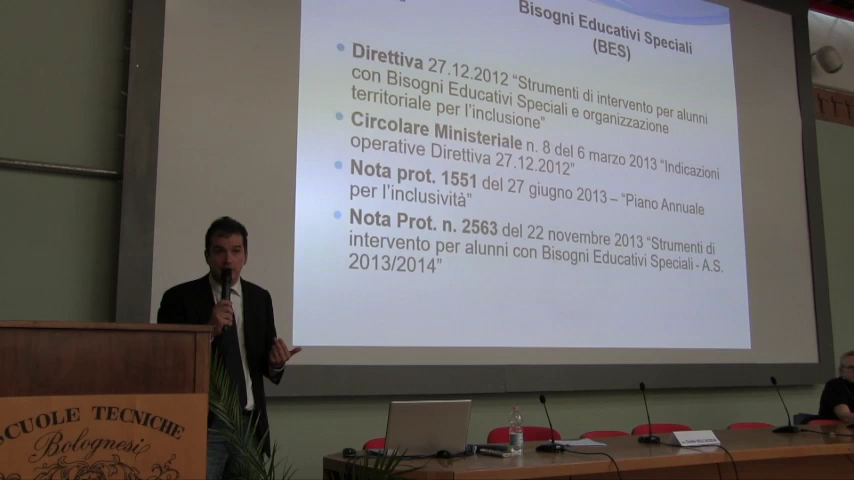 Bisogni Educativi Speciali
(BES)
• Direttiva 27.12.2012 “Strumenti di intervento per alunni
con Bisogni Educativi Speciali e organizzazione
territoriale per l’inclusione”
• Circolare Ministeriale n. 8 del 6 marzo 2013 “Indicazioni
operative Direttiva 27.12.2012”
• Nota prot. 1551 del 27 giugno 2013 – “Piano Annuale
per l’inclusività”
• Nota Prot. n. 2563 del 22 novembre 2013 “Strumenti di
intervento per alunni con Bisogni Educativi Speciali - A.S.
2013/2014”
SCUOLE TECNICHE
Bolognesi